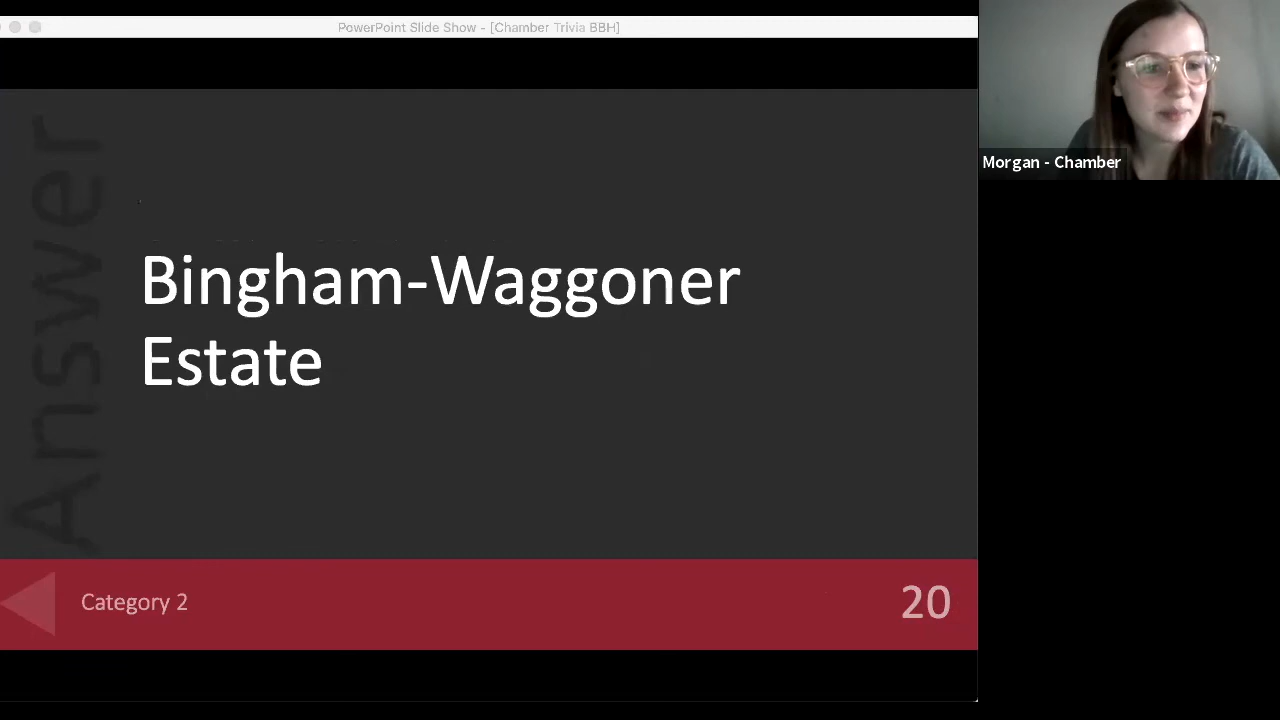 PowerPoint Slide Show - [Chamber Trivia BBH]
Answer
Bingham-Waggoner
Estate
Category 2
20
Morgan - Chamber